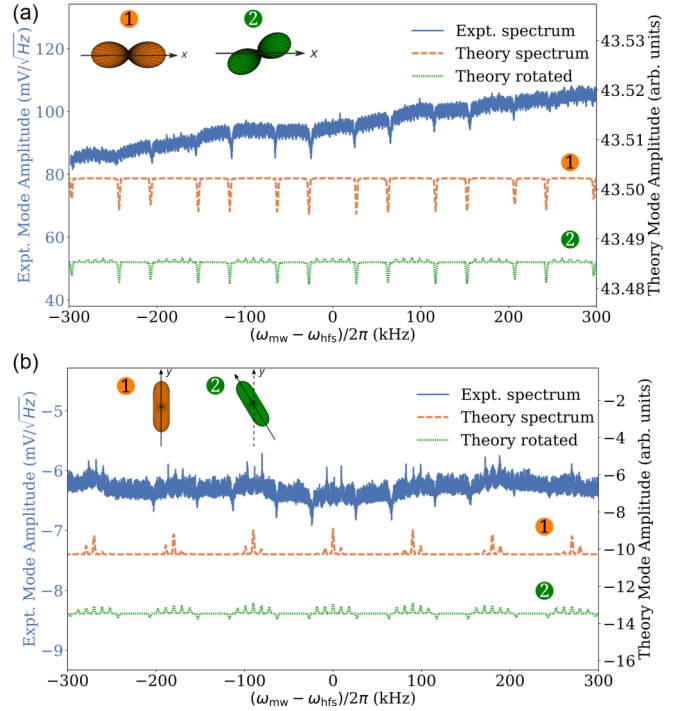 (a)
1
2
x
x
Expt. spectrum
Theory spectrum
Theory rotated
Expt. Mode Amplitude (mV/√Hz)
120
100
80
60
40
43.53
43.52
43.51
43.50
43.49
43.48
Theory Mode Amplitude (arb. units)
1
2
−300 −200 −100 0 100 200 300
(ω_mw − ω_hfs)/2π (kHz)
(b)
1
2
y
y
Expt. spectrum
Theory spectrum
Theory rotated
Expt. Mode Amplitude (mV/√Hz)
−5
−6
−7
−8
−9
−2
−4
−6
−8
−10
−12
−14
−16
Theory Mode Amplitude (arb. units)
1
2
−300 −200 −100 0 100 200 300
(ω_mw − ω_hfs)/2π (kHz)